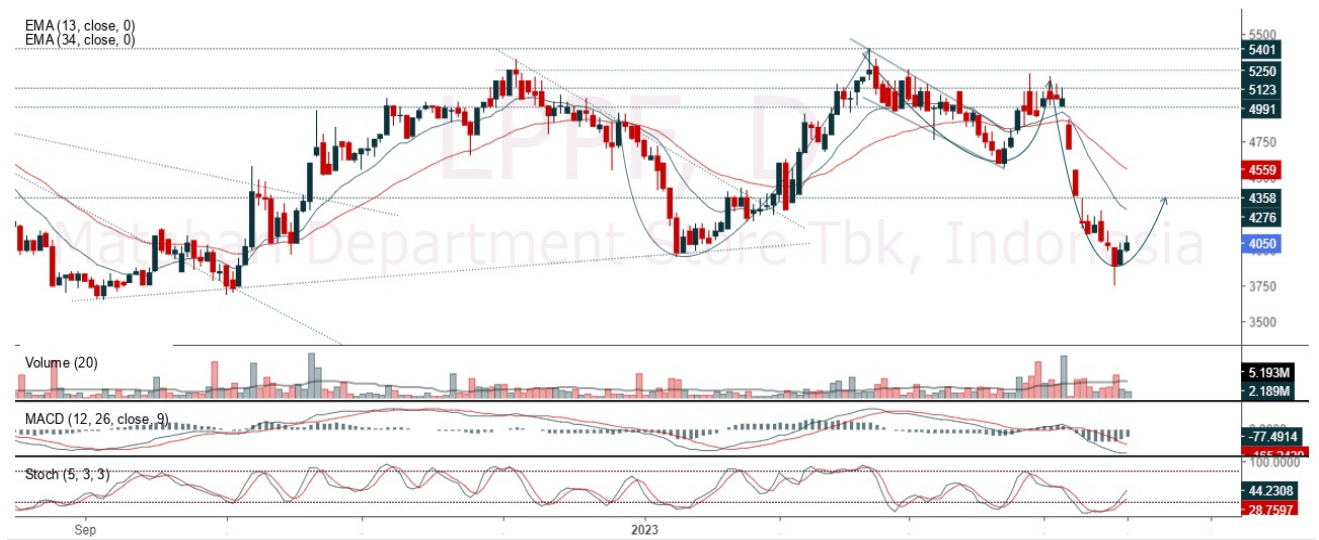 EMA (13, close, 0)
EMA (34, close, 0)
LPPF, D
Matahari Department Store Tbk, Indonesia
5500
5401
5250
5123
4991
4750
4559
4358
4276
4050
3750
3500
Volume (20)
5.193M
2.189M
MACD (12, 26, close, 9)
-77.4914
Stoch (5, 3, 3)
100.0000
44.2308
28.7597
Sep
2023